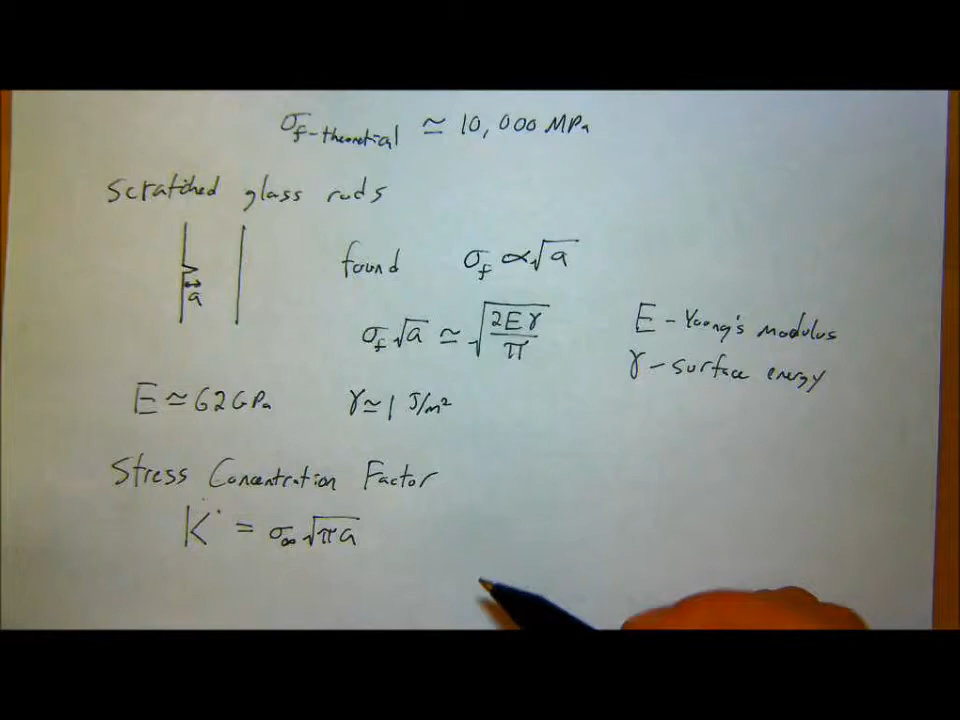 σf-theoretical ≃ 10,000 MPa
Scratched glass rods
a
found σf ∝ √a
σf √a ≃ √(2Eγ/π)
E - Young's modulus
γ - surface energy
E ≃ 62 GPa γ ≃ 1 J/m²
Stress Concentration Factor
K = σ∞ √πa